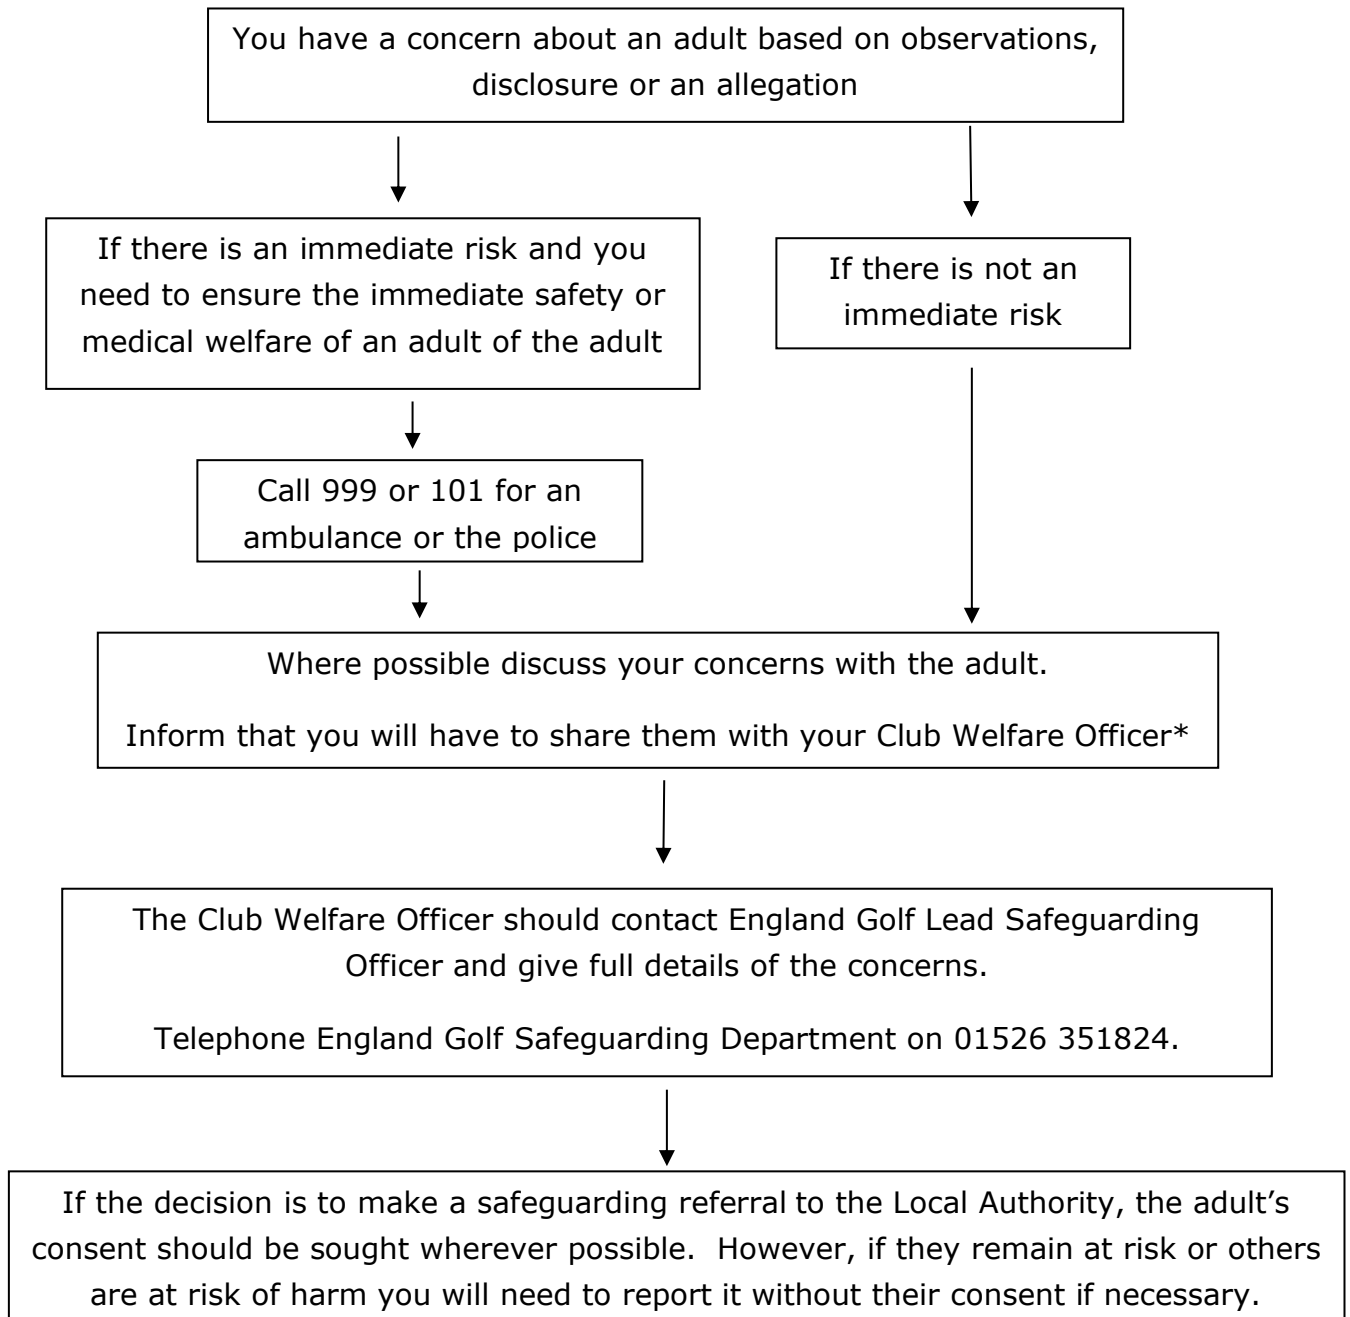 You have a concern about an adult based on observations,
disclosure or an allegation
If there is an immediate risk and you
need to ensure the immediate safety or
medical welfare of an adult of the adult
If there is not an
immediate risk
Call 999 or 101 for an
ambulance or the police
Where possible discuss your concerns with the adult.
Inform that you will have to share them with your Club Welfare Officer*
The Club Welfare Officer should contact England Golf Lead Safeguarding
Officer and give full details of the concerns.
Telephone England Golf Safeguarding Department on 01526 351824.
If the decision is to make a safeguarding referral to the Local Authority, the adult’s
consent should be sought wherever possible.  However, if they remain at risk or others
are at risk of harm you will need to report it without their consent if necessary.